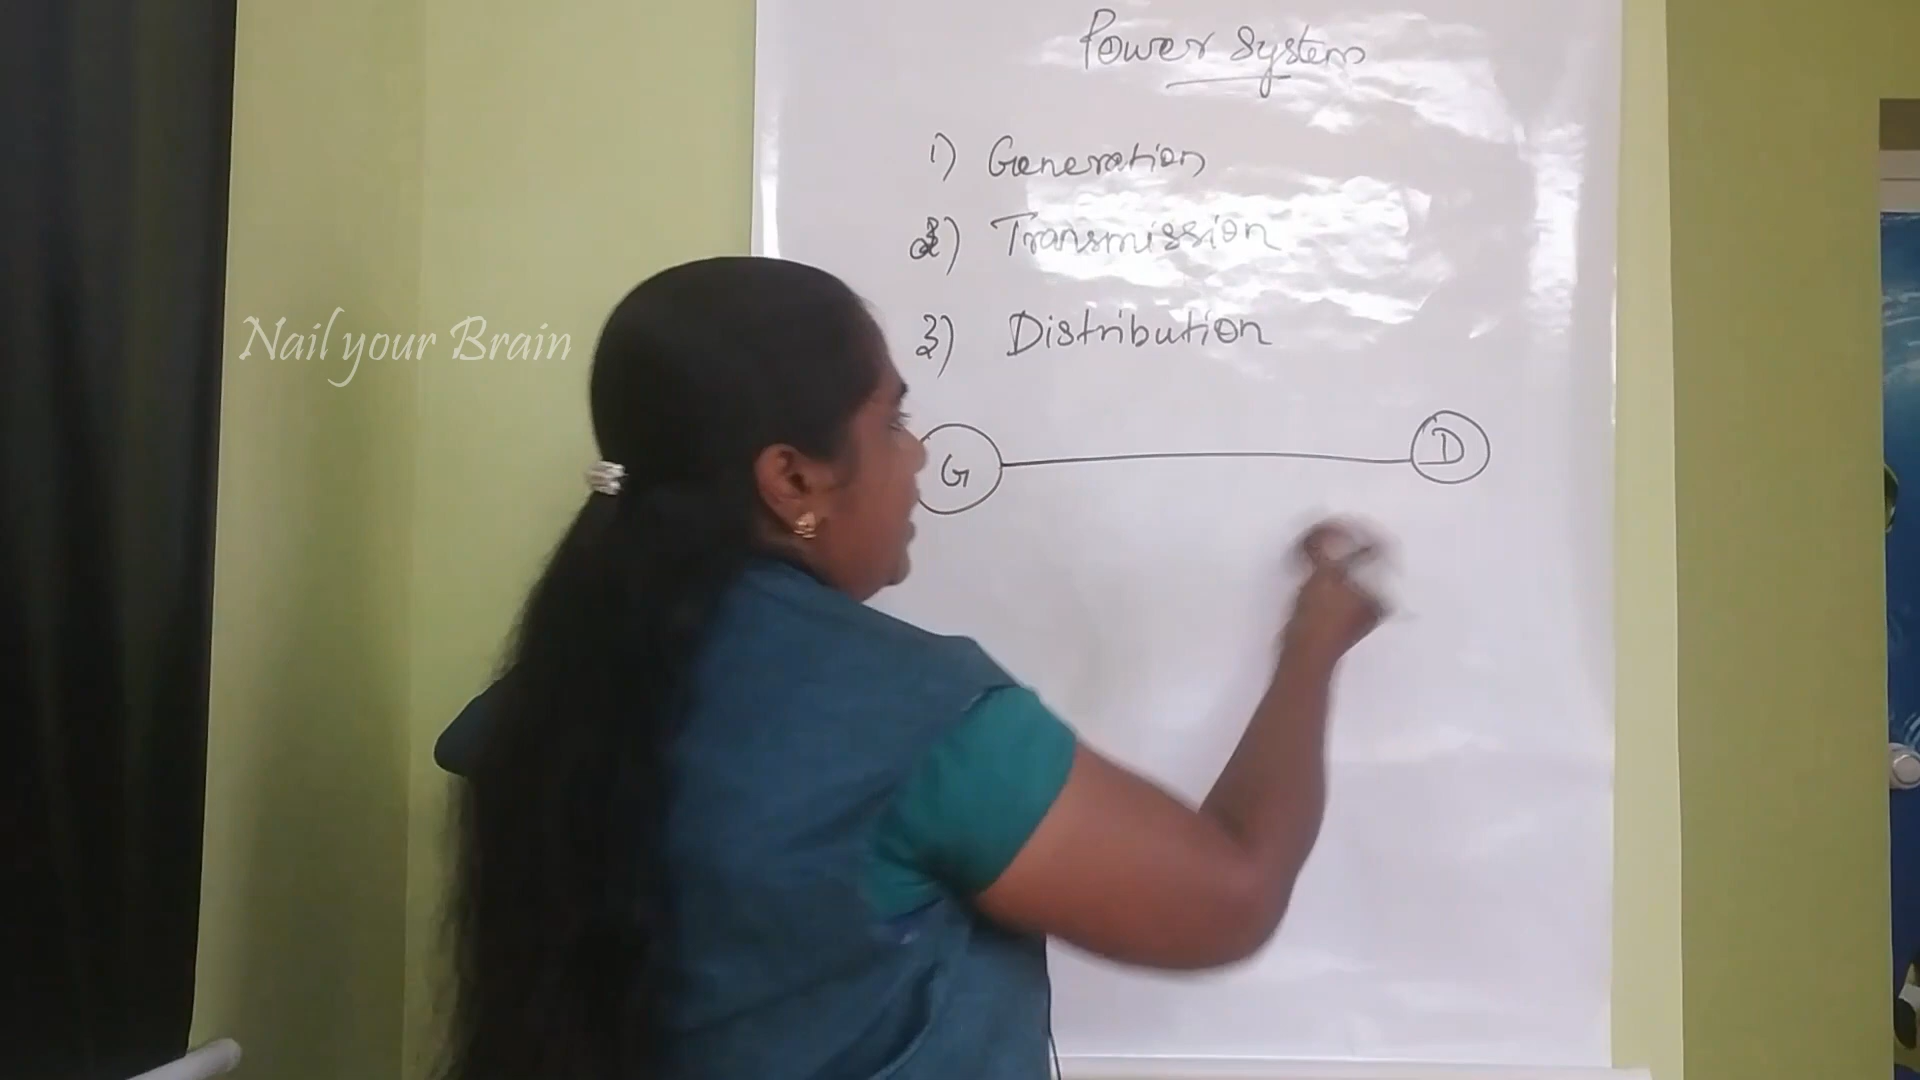 Power System
1) Generation
2) Transmission
3) Distribution
Nail your Brain
G D